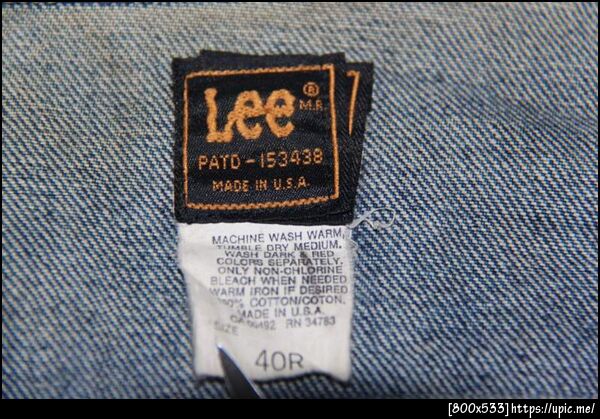 Lee® M.R.
PATD-153438
MADE IN U.S.A.
MACHINE WASH WARM,
TUMBLE DRY MEDIUM.
WASH DARK & RED
COLORS SEPARATELY,
ONLY NON-CHLORINE
BLEACH WHEN NEEDED
WARM IRON IF DESIRED
COTTON/COTON.
MADE IN U.S.A.
RN 34783
SIZE
40R
[800x533]https://upic.me/